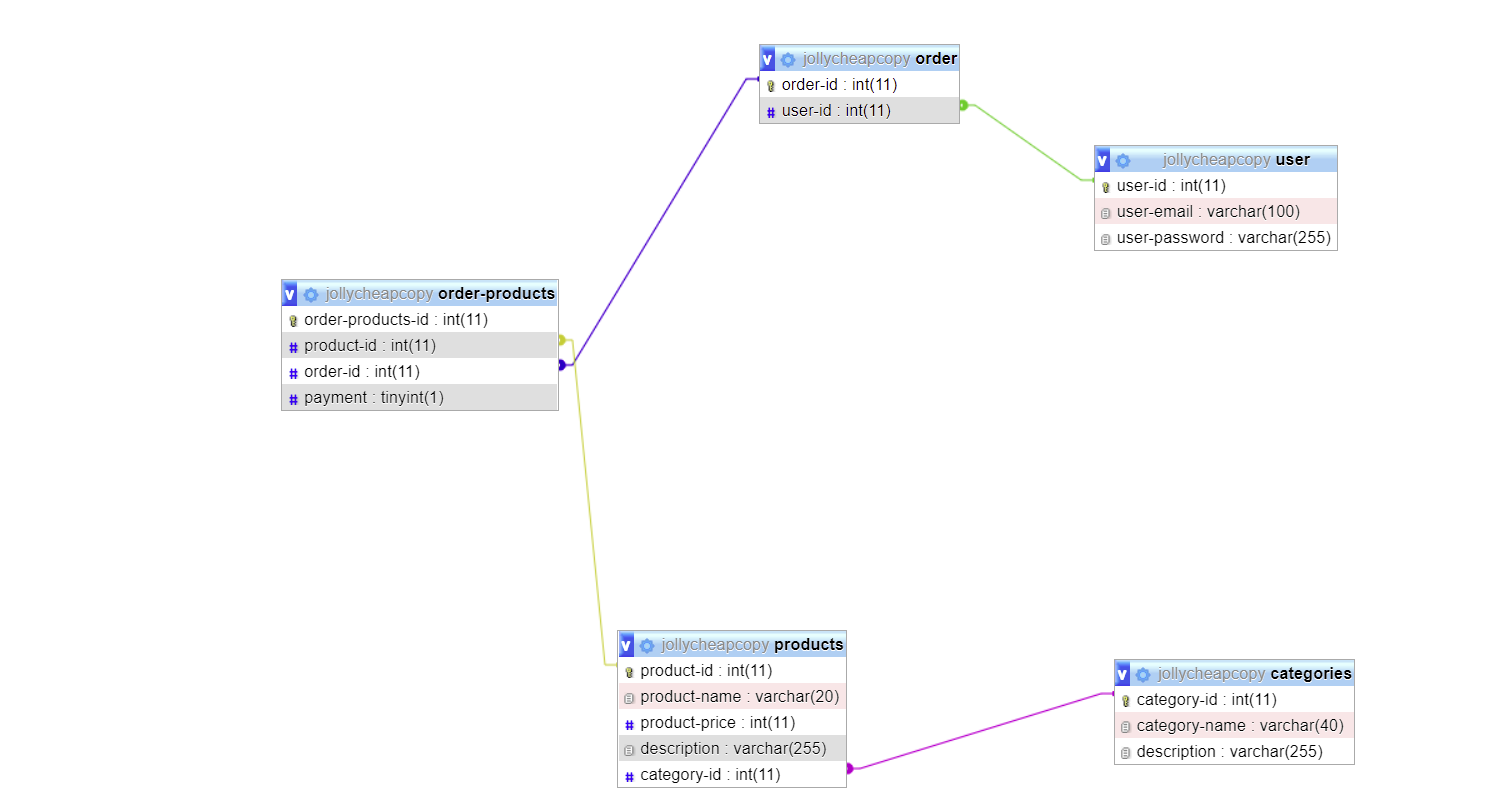 v jollycheapcopy order
order-id : int(11)
# user-id : int(11)
v jollycheapcopy user
user-id : int(11)
user-email : varchar(100)
user-password : varchar(255)
v jollycheapcopy order-products
order-products-id : int(11)
# product-id : int(11)
# order-id : int(11)
# payment : tinyint(1)
v jollycheapcopy products
product-id : int(11)
product-name : varchar(20)
# product-price : int(11)
description : varchar(255)
# category-id : int(11)
v jollycheapcopy categories
category-id : int(11)
category-name : varchar(40)
description : varchar(255)